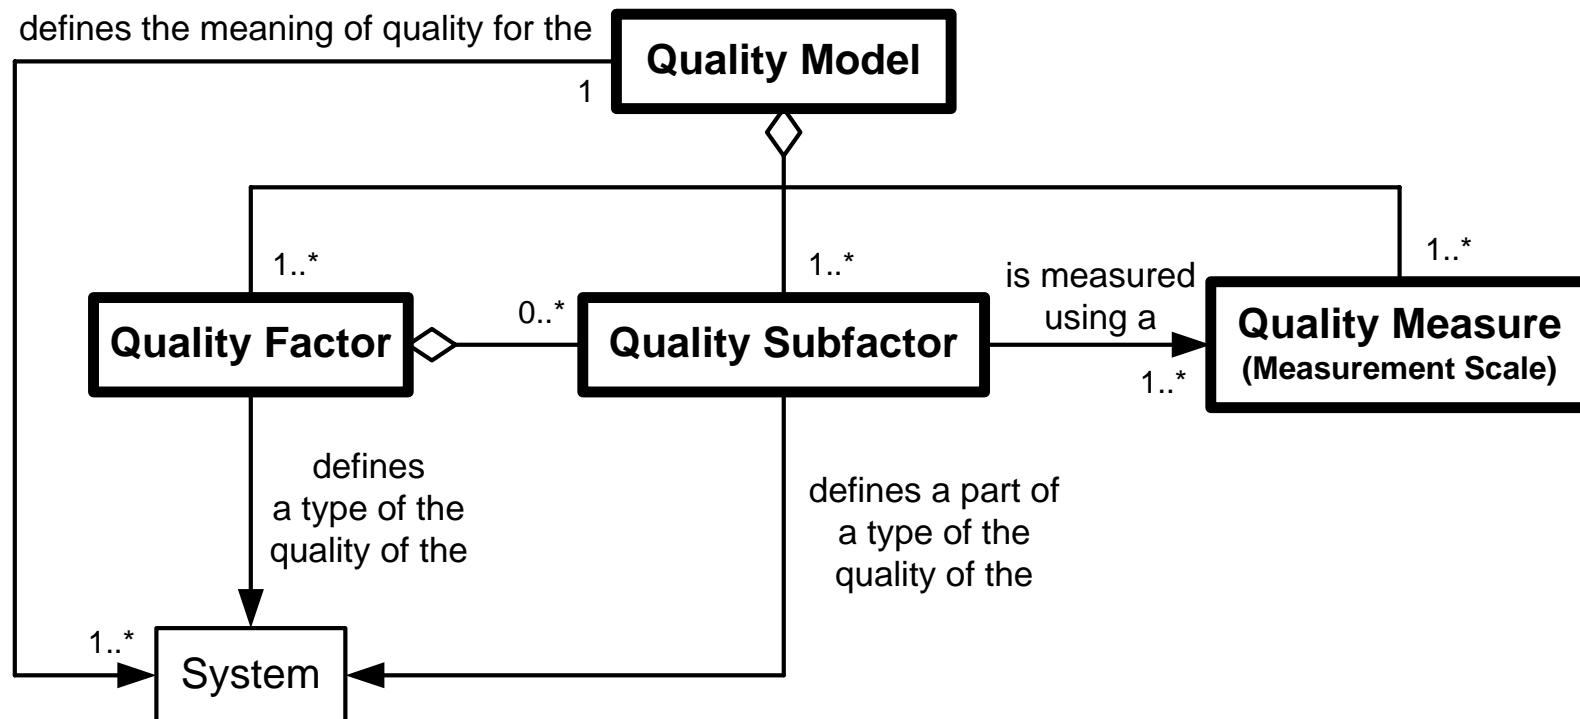 defines the meaning of quality for the
Quality Model
1
1..*
1..*
1..*
is measured
using a
0..*
1..*
Quality Factor
Quality Subfactor
Quality Measure
(Measurement Scale)
defines
a type of the
quality of the
defines a part of
a type of the
quality of the
1..*
System